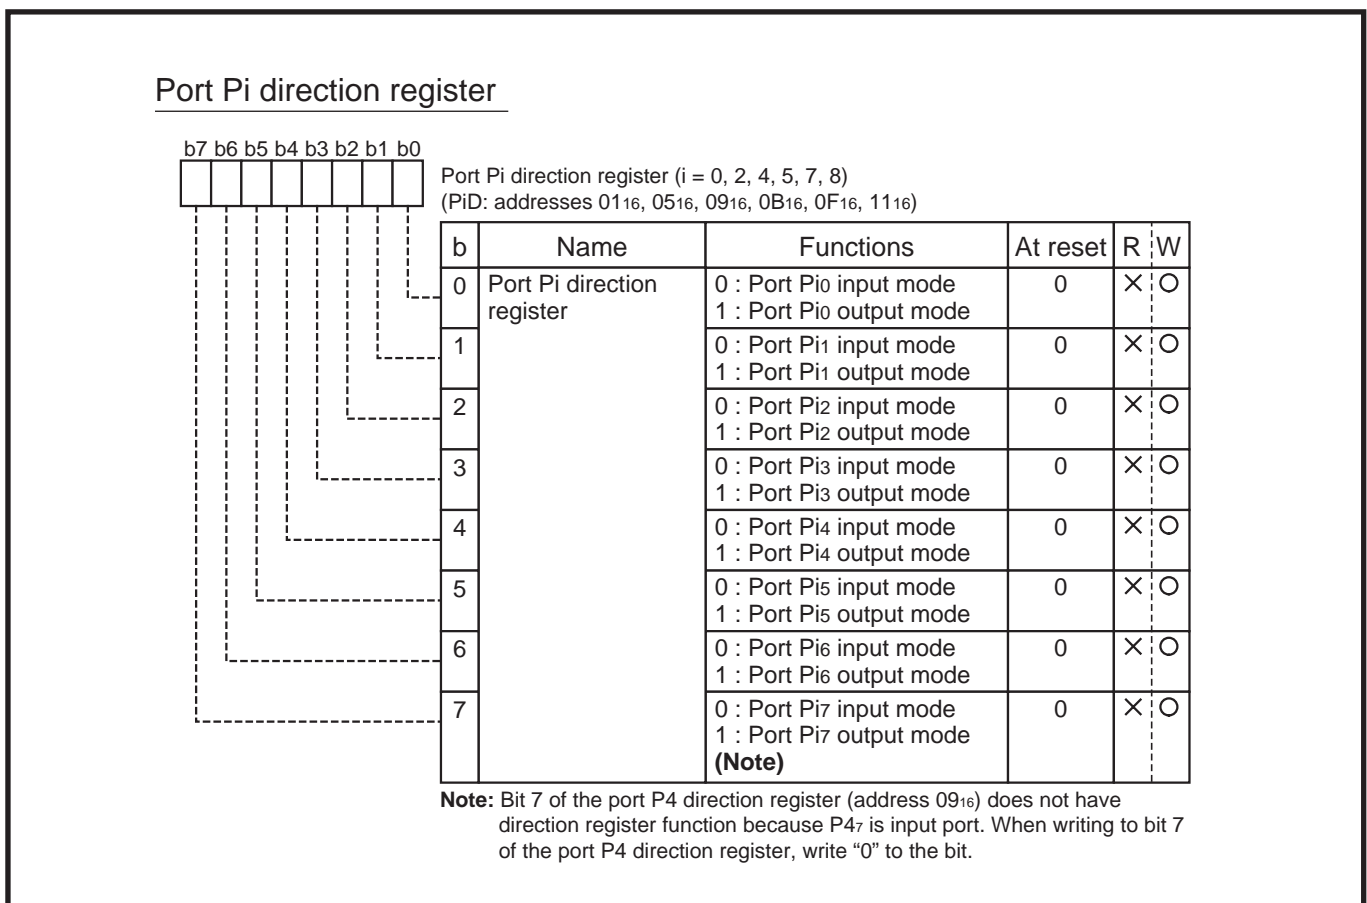 Port Pi direction register
b7 b6 b5 b4 b3 b2 b1 b0
Port Pi direction register (i = 0, 2, 4, 5, 7, 8)
(PiD: addresses 0116, 0516, 0916, 0B16, 0F16, 1116)
b Name Functions At reset R W
0 Port Pi direction 0 : Port Pi0 input mode 0 × ○
register 1 : Port Pi0 output mode
1 0 : Port Pi1 input mode 0 × ○
1 : Port Pi1 output mode
2 0 : Port Pi2 input mode 0 × ○
1 : Port Pi2 output mode
3 0 : Port Pi3 input mode 0 × ○
1 : Port Pi3 output mode
4 0 : Port Pi4 input mode 0 × ○
1 : Port Pi4 output mode
5 0 : Port Pi5 input mode 0 × ○
1 : Port Pi5 output mode
6 0 : Port Pi6 input mode 0 × ○
1 : Port Pi6 output mode
7 0 : Port Pi7 input mode 0 × ○
1 : Port Pi7 output mode
(Note)
Note: Bit 7 of the port P4 direction register (address 0916) does not have
direction register function because P47 is input port. When writing to bit 7
of the port P4 direction register, write “0” to the bit.